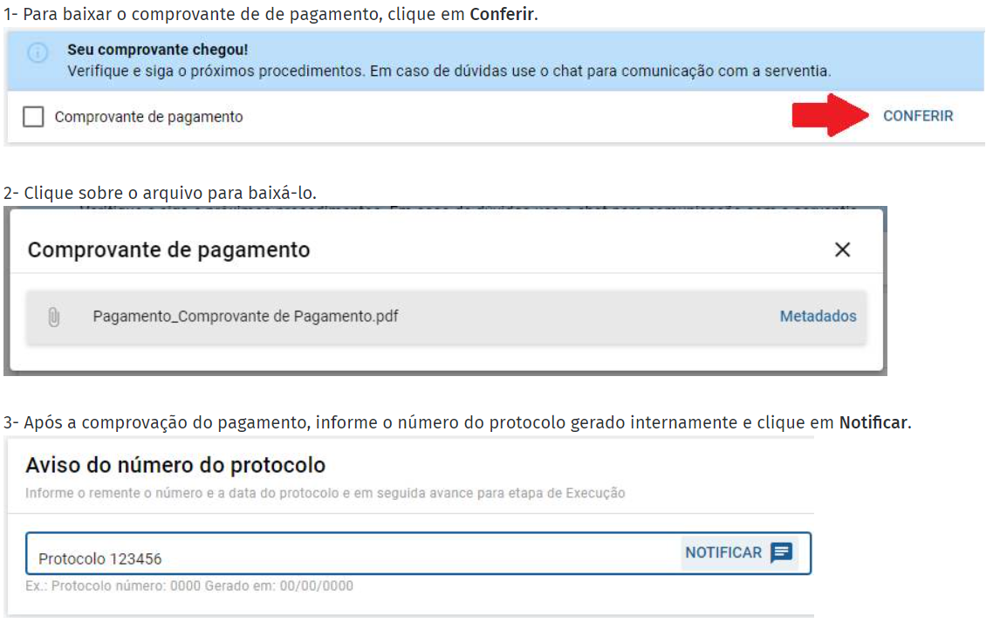 1- Para baixar o comprovante de de pagamento, clique em Conferir.
Seu comprovante chegou!
Verifique e siga o próximos procedimentos. Em caso de dúvidas use o chat para comunicação com a serventia.
Comprovante de pagamento
CONFERIR
2- Clique sobre o arquivo para baixá-lo.
Comprovante de pagamento
Pagamento_Comprovante de Pagamento.pdf
Metadados
3- Após a comprovação do pagamento, informe o número do protocolo gerado internamente e clique em Notificar.
Aviso do número do protocolo
Informe o remente o número e a data do protocolo e em seguida avance para etapa de Execução
Protocolo 123456
NOTIFICAR
Ex.: Protocolo número: 0000 Gerado em: 00/00/0000